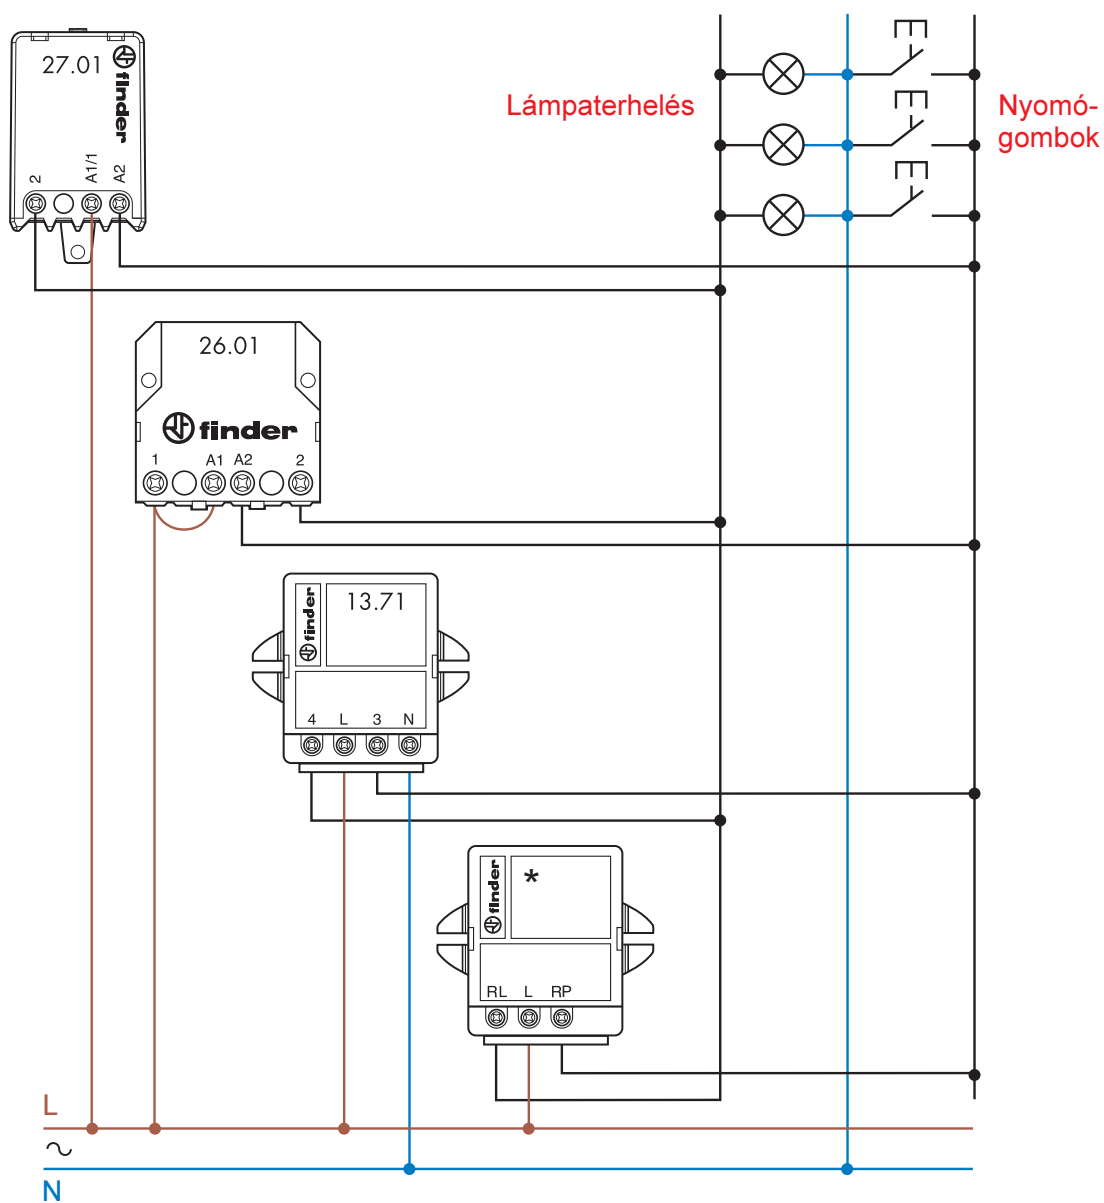 27.01
finder
2
A1/1
A2
Lámpaterhelés
Nyomó-
gombok
26.01
finder
1 A1 A2 2
finder
13.71
4 L 3 N
finder
*
RL L RP
L
~
N